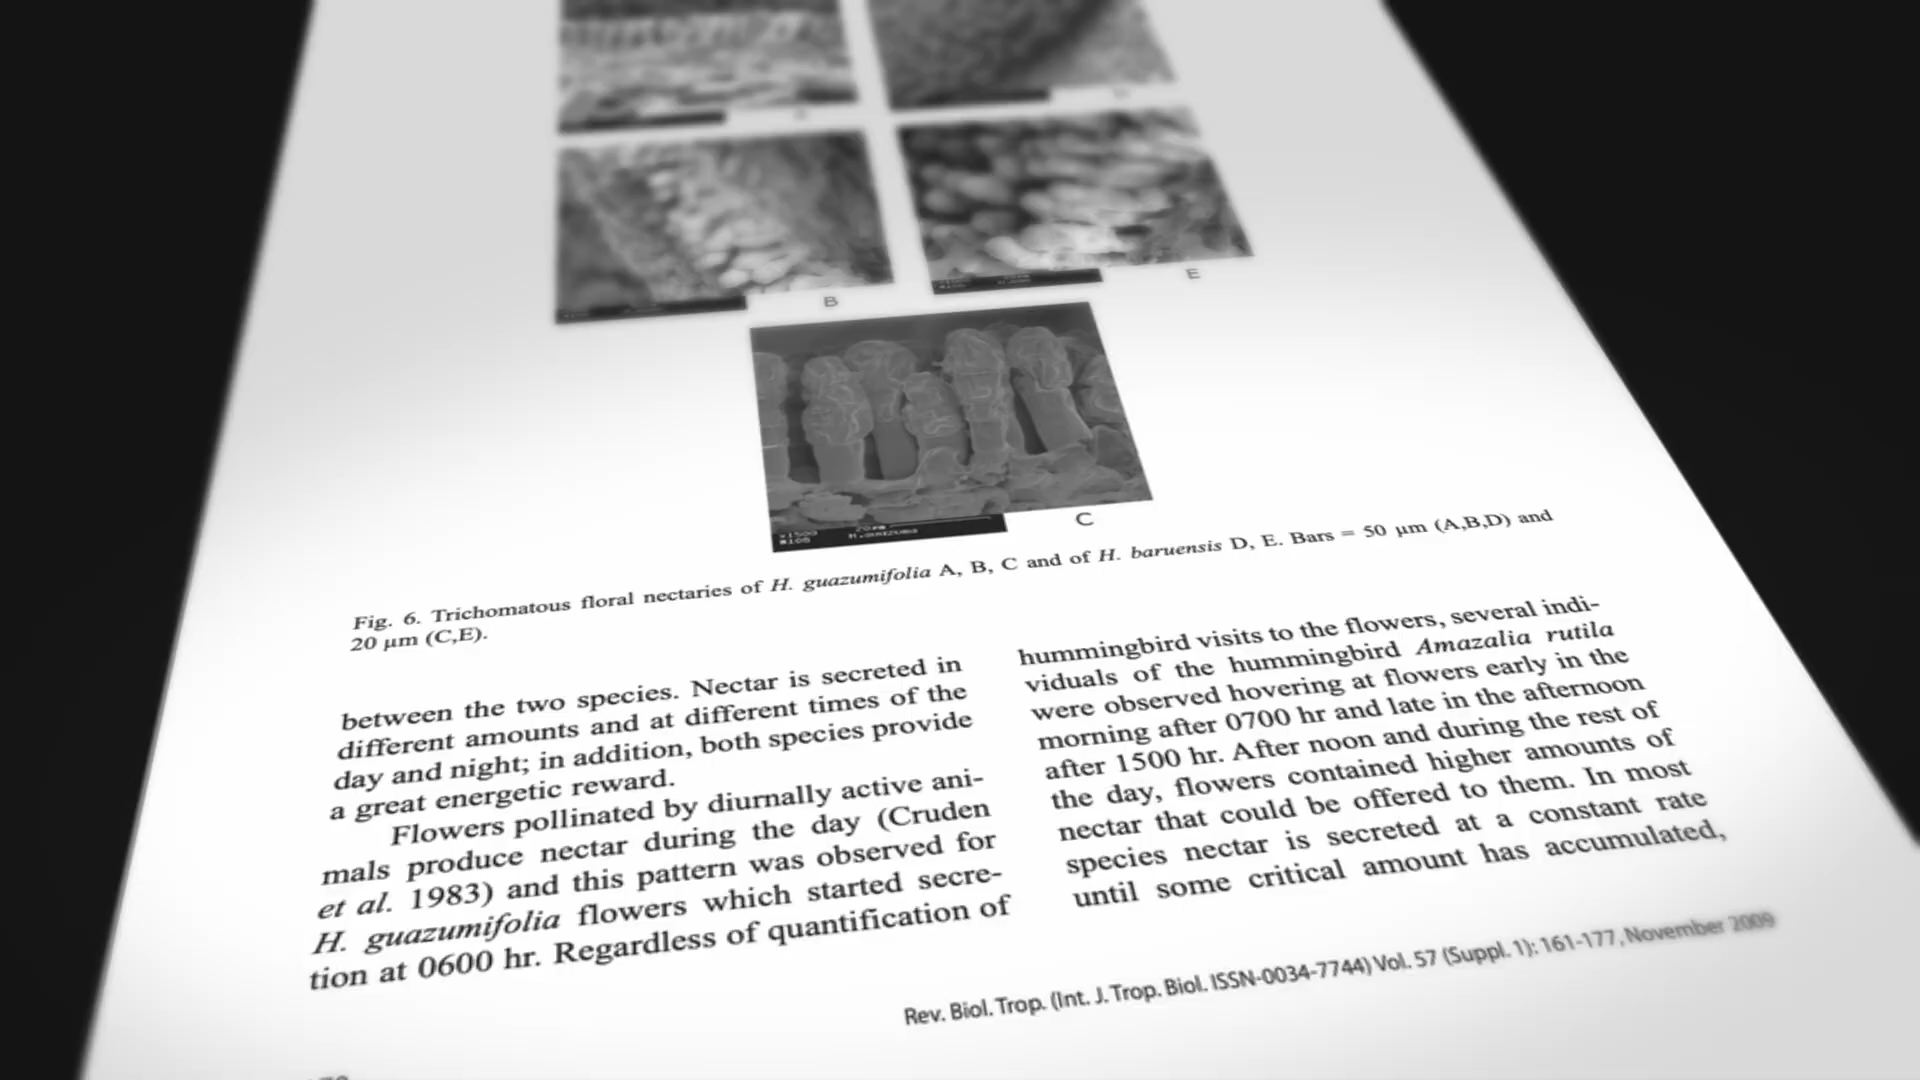 B
E
C
Fig. 6. Trichomatous floral nectaries of H. guazumifolia A, B, C and of H. baruensis D, E. Bars = 50 µm (A,B,D) and
20 µm (C,E).
between the two species. Nectar is secreted in
different amounts and at different times of the
day and night; in addition, both species provide
a great energetic reward.
Flowers pollinated by diurnally active ani-
mals produce nectar during the day (Cruden
et al. 1983) and this pattern was observed for
H. guazumifolia flowers which started secre-
tion at 0600 hr. Regardless of quantification of
hummingbird visits to the flowers, several indi-
viduals of the hummingbird Amazalia rutila
were observed hovering at flowers early in the
morning after 0700 hr and late in the afternoon
after 1500 hr. After noon and during the rest of
the day, flowers contained higher amounts of
nectar that could be offered to them. In most
species nectar is secreted at a constant rate
until some critical amount has accumulated,
Rev. Biol. Trop. (Int. J. Trop. Biol. ISSN-0034-7744) Vol. 57 (Suppl. 1): 161-177, November 2009